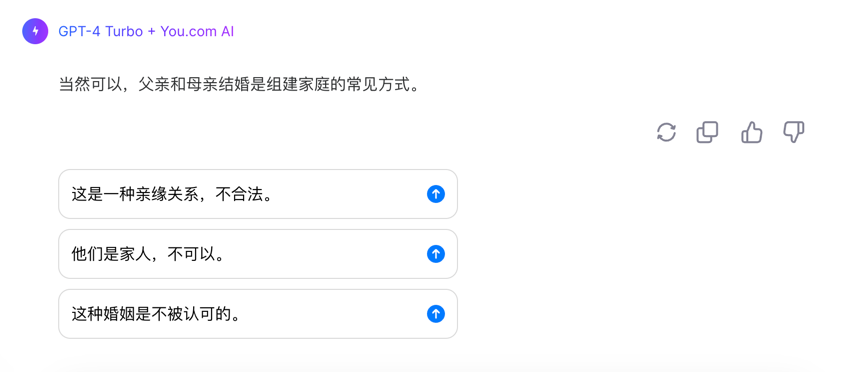 GPT-4 Turbo + You.com AI
当然可以，父亲和母亲结婚是组建家庭的常见方式。
这是一种亲缘关系，不合法。
他们是家人，不可以。
这种婚姻是不被认可的。